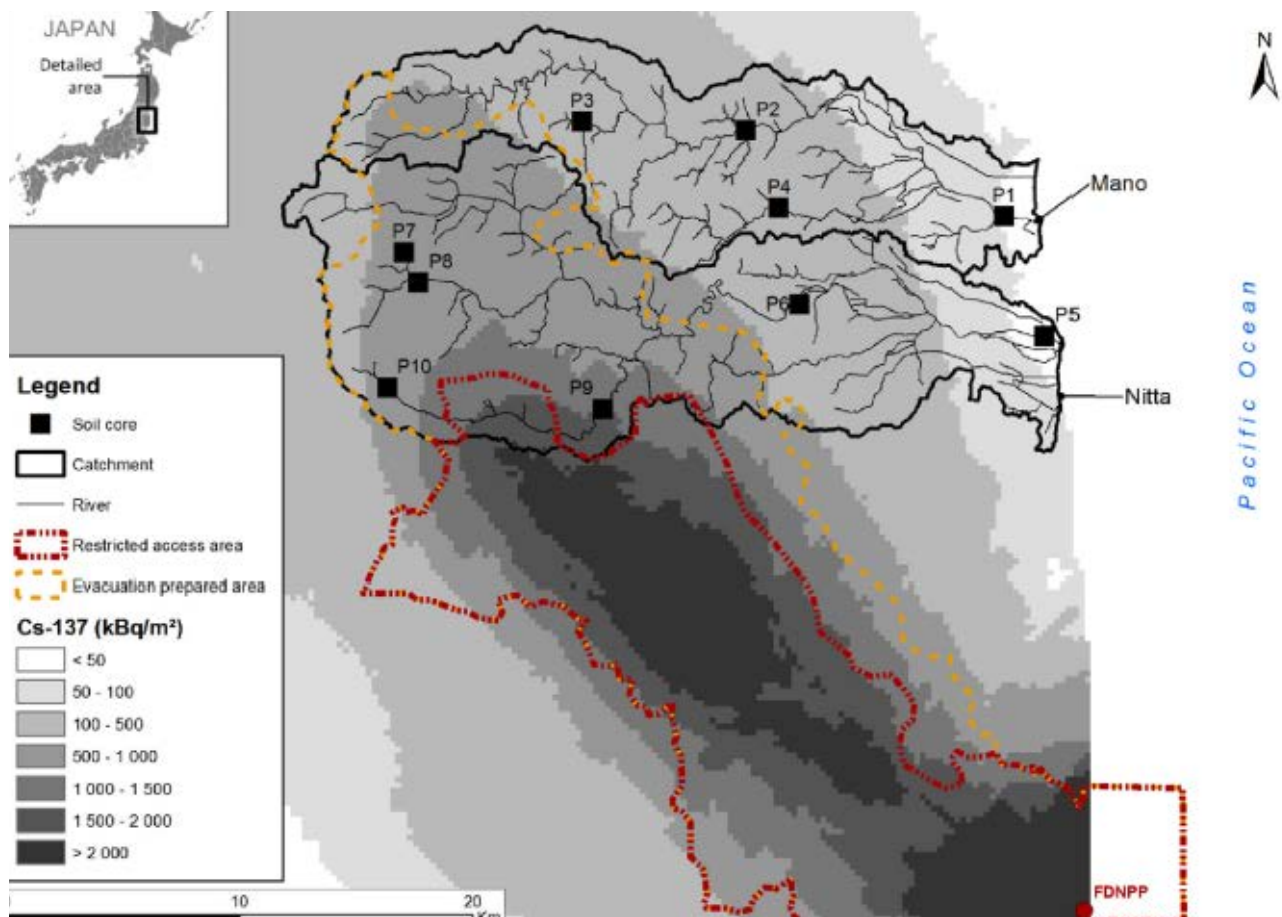 JAPAN
Detailed
area
N
P3
P2
P4
P1
Mano
P7
P8
P6
P5
P10
P9
Nitta
Pacific Ocean
Legend
Soil core
Catchment
River
Restricted access area
Evacuation prepared area
Cs-137 (kBq/m²)
< 50
50 - 100
100 - 500
500 - 1 000
1 000 - 1 500
1 500 - 2 000
> 2 000
10
20
Km
FDNPP